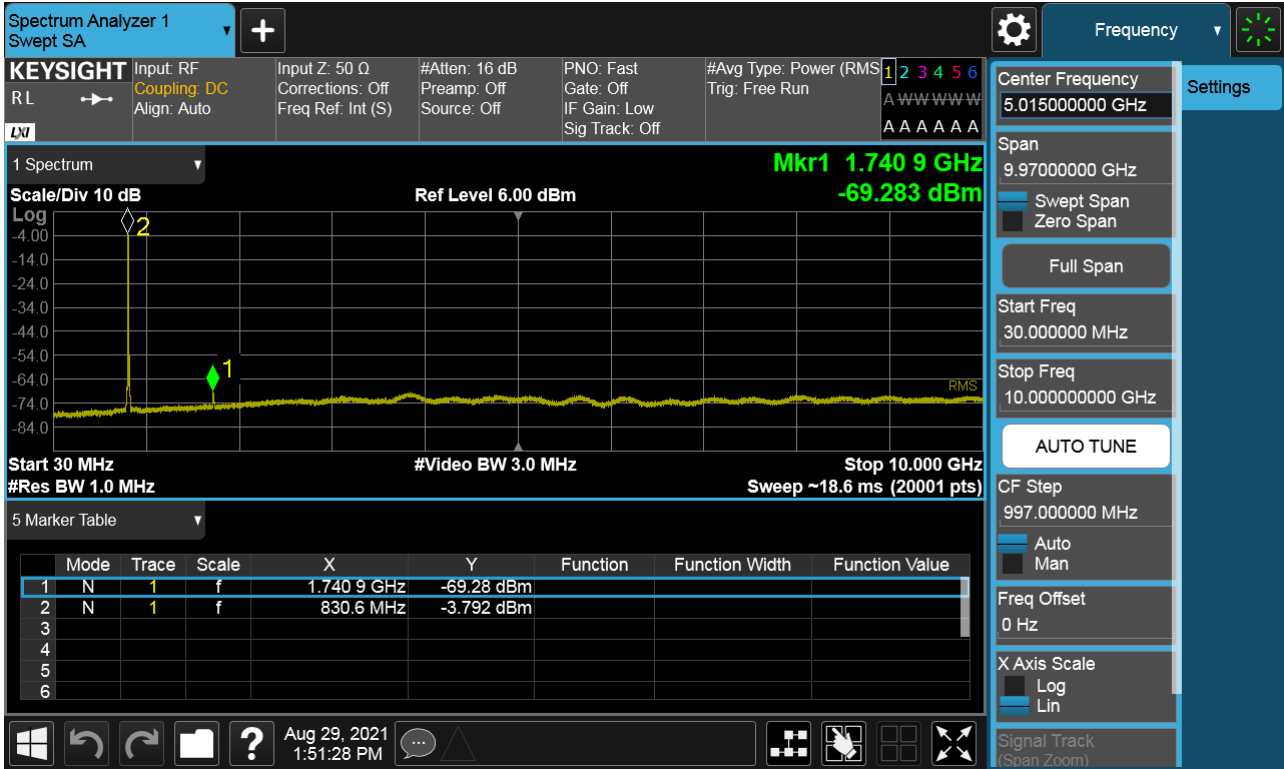 Spectrum Analyzer 1
Swept SA
Frequency
KEYSIGHT
R L
LXI
Input: RF
Coupling: DC
Align: Auto
Input Z: 50 Ω
Corrections: Off
Freq Ref: Int (S)
#Atten: 16 dB
Preamp: Off
Source: Off
PNO: Fast
Gate: Off
IF Gain: Low
Sig Track: Off
#Avg Type: Power (RMS
Trig: Free Run
1 2 3 4 5 6
A W W W W W
A A A A A A
1 Spectrum
Mkr1 1.740 9 GHz
-69.283 dBm
Scale/Div 10 dB
Ref Level 6.00 dBm
Log
-4.00
-14.0
-24.0
-34.0
-44.0
-54.0
-64.0
-74.0
-84.0
2
1
RMS
Start 30 MHz
#Video BW 3.0 MHz
Stop 10.000 GHz
#Res BW 1.0 MHz
Sweep ~18.6 ms (20001 pts)
5 Marker Table
Mode Trace Scale X Y Function Function Width Function Value
1 N 1 f 1.740 9 GHz -69.28 dBm
2 N 1 f 830.6 MHz -3.792 dBm
3
4
5
6
Aug 29, 2021
1:51:28 PM
Center Frequency
5.015000000 GHz
Settings
Span
9.97000000 GHz
Swept Span
Zero Span
Full Span
Start Freq
30.000000 MHz
Stop Freq
10.000000000 GHz
AUTO TUNE
CF Step
997.000000 MHz
Auto
Man
Freq Offset
0 Hz
X Axis Scale
Log
Lin
Signal Track
(Span Zoom)